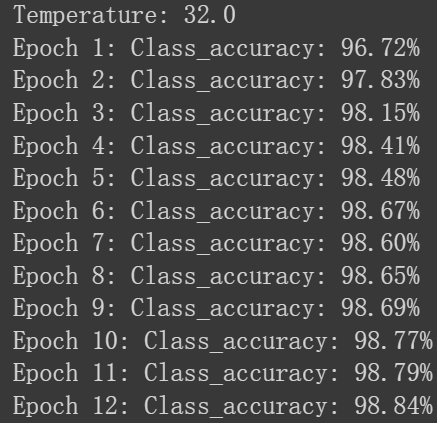 Temperature: 32.0
Epoch 1: Class_accuracy: 96.72%
Epoch 2: Class_accuracy: 97.83%
Epoch 3: Class_accuracy: 98.15%
Epoch 4: Class_accuracy: 98.41%
Epoch 5: Class_accuracy: 98.48%
Epoch 6: Class_accuracy: 98.67%
Epoch 7: Class_accuracy: 98.60%
Epoch 8: Class_accuracy: 98.65%
Epoch 9: Class_accuracy: 98.69%
Epoch 10: Class_accuracy: 98.77%
Epoch 11: Class_accuracy: 98.79%
Epoch 12: Class_accuracy: 98.84%